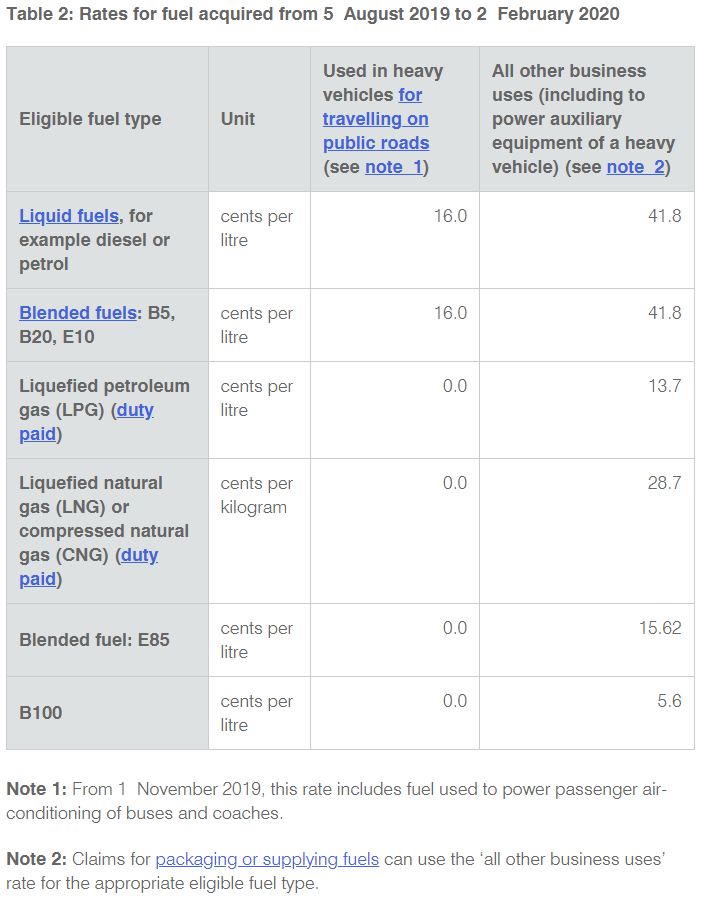 Table 2: Rates for fuel acquired from 5 August 2019 to 2 February 2020
Eligible fuel type
Unit
Used in heavy
vehicles for
travelling on
public roads
(see note 1)
All other business
uses (including to
power auxiliary
equipment of a heavy
vehicle) (see note 2)
Liquid fuels, for
example diesel or
petrol
cents per
litre
16.0
41.8
Blended fuels: B5,
B20, E10
cents per
litre
16.0
41.8
Liquefied petroleum
gas (LPG) (duty
paid)
cents per
litre
0.0
13.7
Liquefied natural
gas (LNG) or
compressed natural
gas (CNG) (duty
paid)
cents per
kilogram
0.0
28.7
Blended fuel: E85
cents per
litre
0.0
15.62
B100
cents per
litre
0.0
5.6
Note 1: From 1 November 2019, this rate includes fuel used to power passenger air-
conditioning of buses and coaches.
Note 2: Claims for packaging or supplying fuels can use the ‘all other business uses’
rate for the appropriate eligible fuel type.